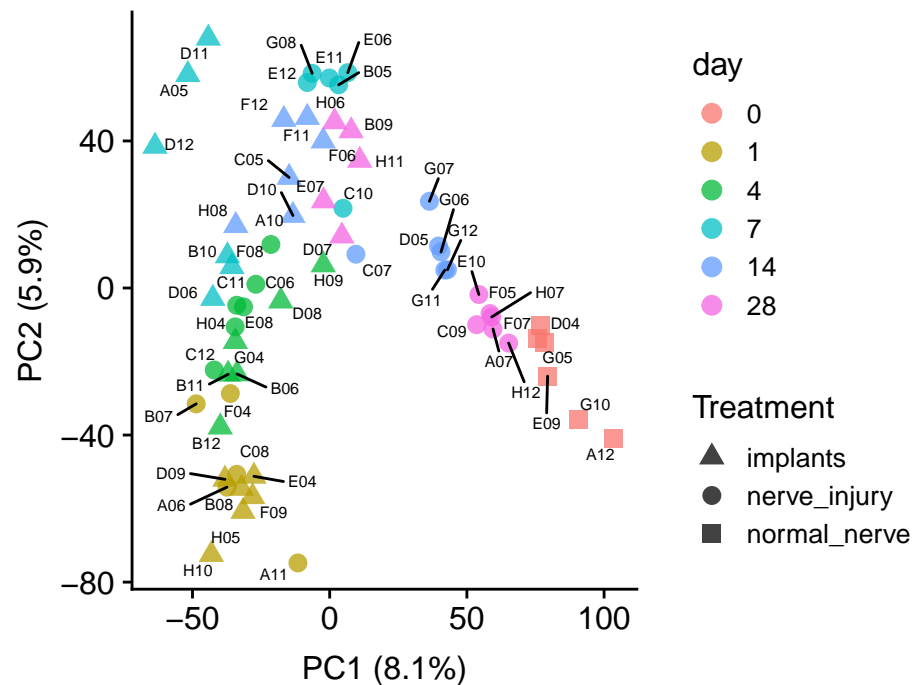 D11
A05
D12
G08
E11
E06
E12
B05
F12
H06
B09
F11
F06
H11
C05
E07
D10
C10
G07
G06
H08
A10
D05
G12
B10
F08
D07
C07
E10
H09
G11
C11
C06
F05
H07
D06
D08
H04
E08
C09
F07
D04
A07
G05
C12
G04
H12
B11
B06
E09
G10
B07
F04
B12
A12
C08
D09
E04
A06
B08
F09
H05
H10
A11
40
0
−40
−80
−50
0
50
100
PC1 (8.1%)
PC2 (5.9%)
day
0
1
4
7
14
28
Treatment
implants
nerve_injury
normal_nerve